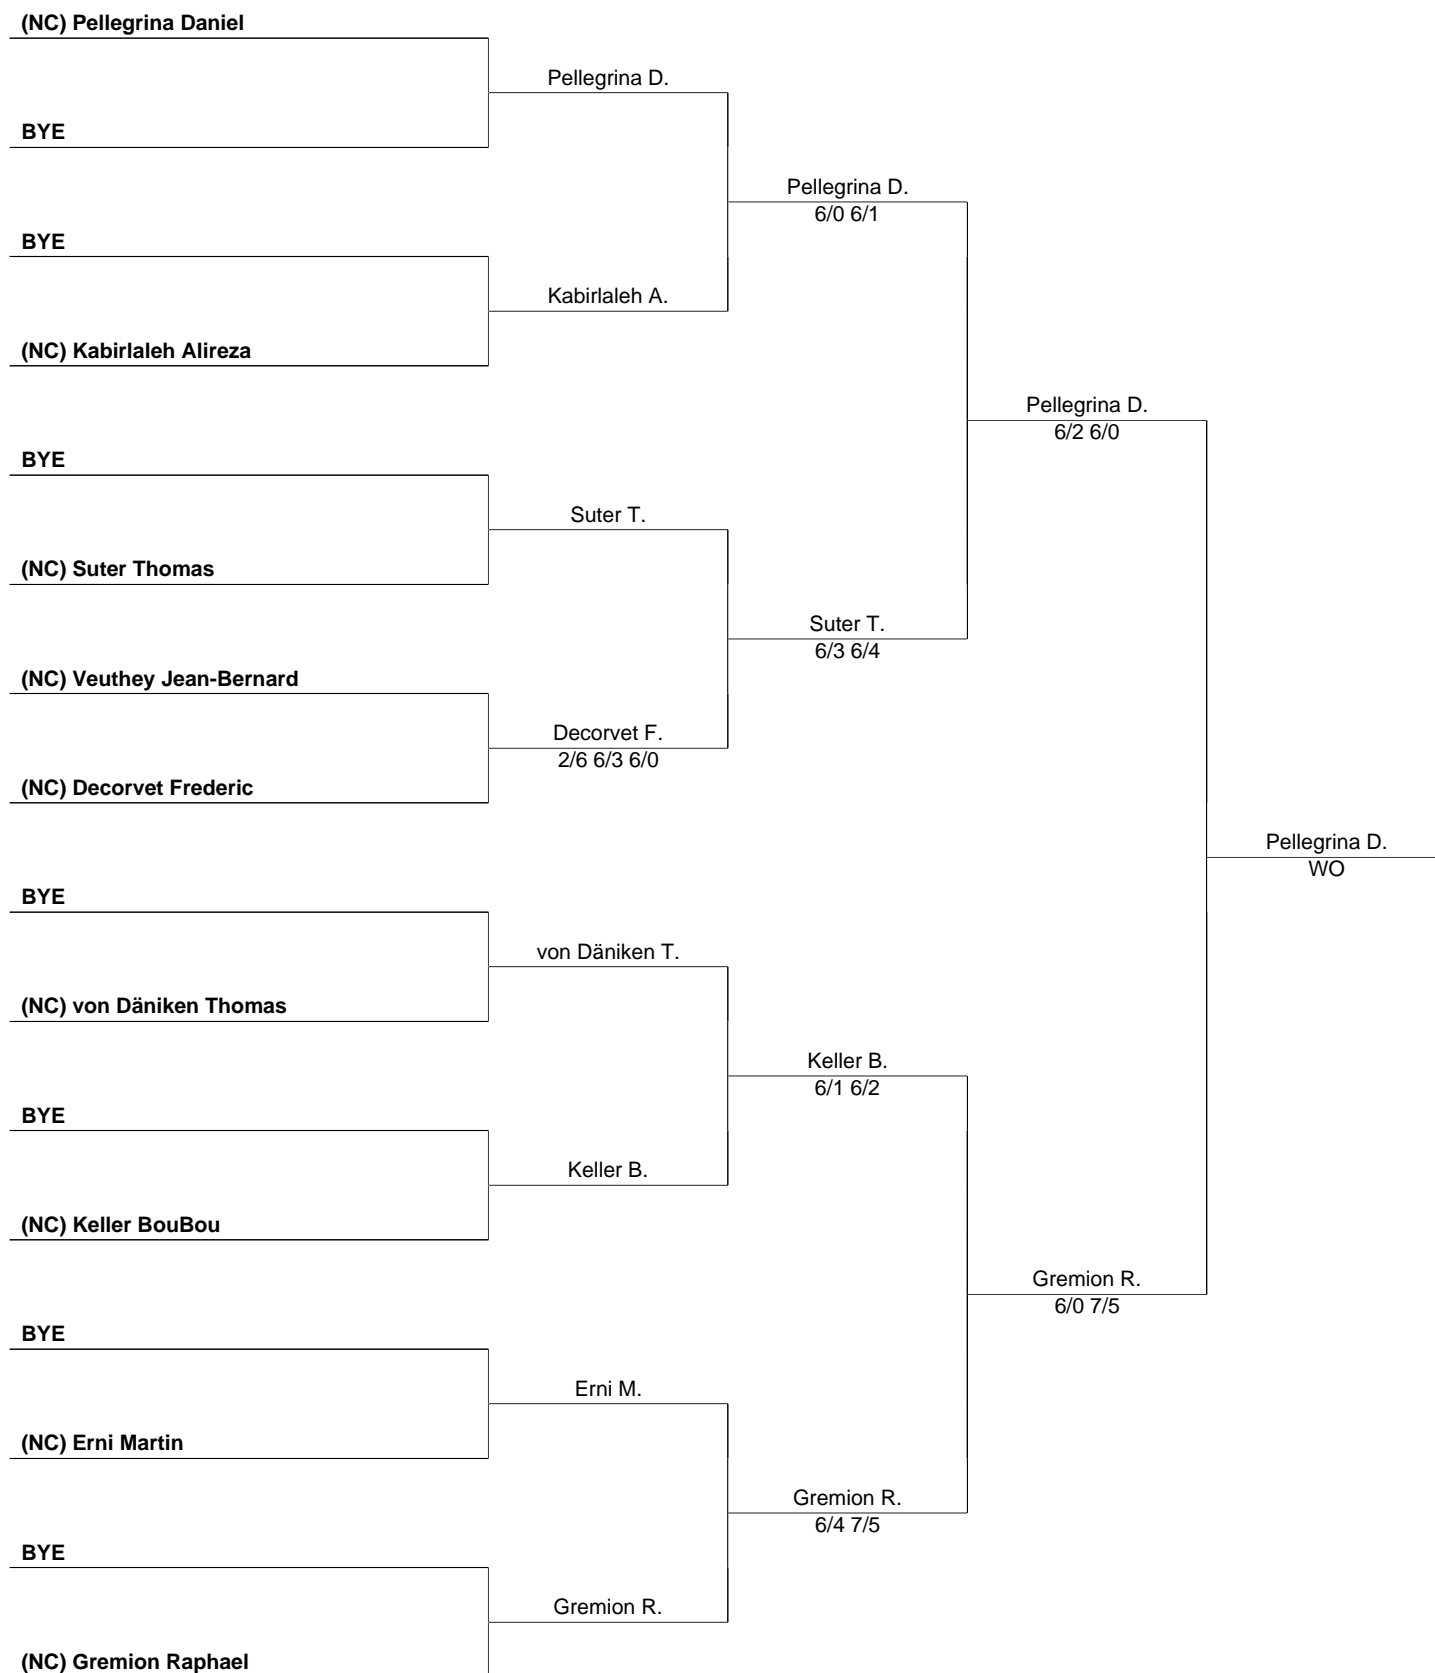 (NC) Pellegrina Daniel
Pellegrina D.
BYE
Pellegrina D.
6/0 6/1
BYE
Kabirlaleh A.
(NC) Kabirlaleh Alireza
Pellegrina D.
6/2 6/0
BYE
Suter T.
(NC) Suter Thomas
Suter T.
6/3 6/4
(NC) Veuthey Jean-Bernard
Decorvet F.
2/6 6/3 6/0
(NC) Decorvet Frederic
Pellegrina D.
WO
BYE
von Däniken T.
(NC) von Däniken Thomas
Keller B.
6/1 6/2
BYE
Keller B.
(NC) Keller BouBou
Gremion R.
6/0 7/5
BYE
Erni M.
(NC) Erni Martin
Gremion R.
6/4 7/5
BYE
Gremion R.
(NC) Gremion Raphael